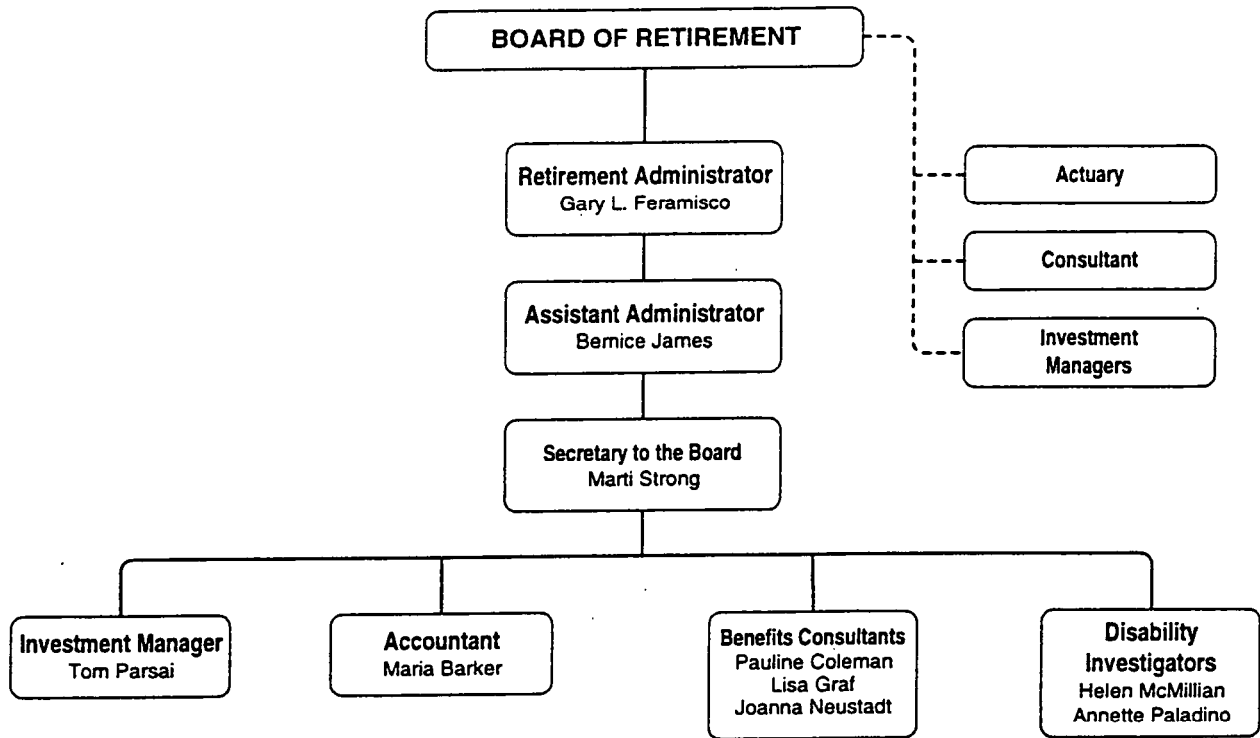 BOARD OF RETIREMENT
Retirement Administrator
Gary L. Feramisco
Actuary
Consultant
Investment
Managers
Assistant Administrator
Bernice James
Secretary to the Board
Marti Strong
Investment Manager
Tom Parsai
Accountant
Maria Barker
Benefits Consultants
Pauline Coleman
Lisa Graf
Joanna Neustadt
Disability
Investigators
Helen McMillian
Annette Paladino